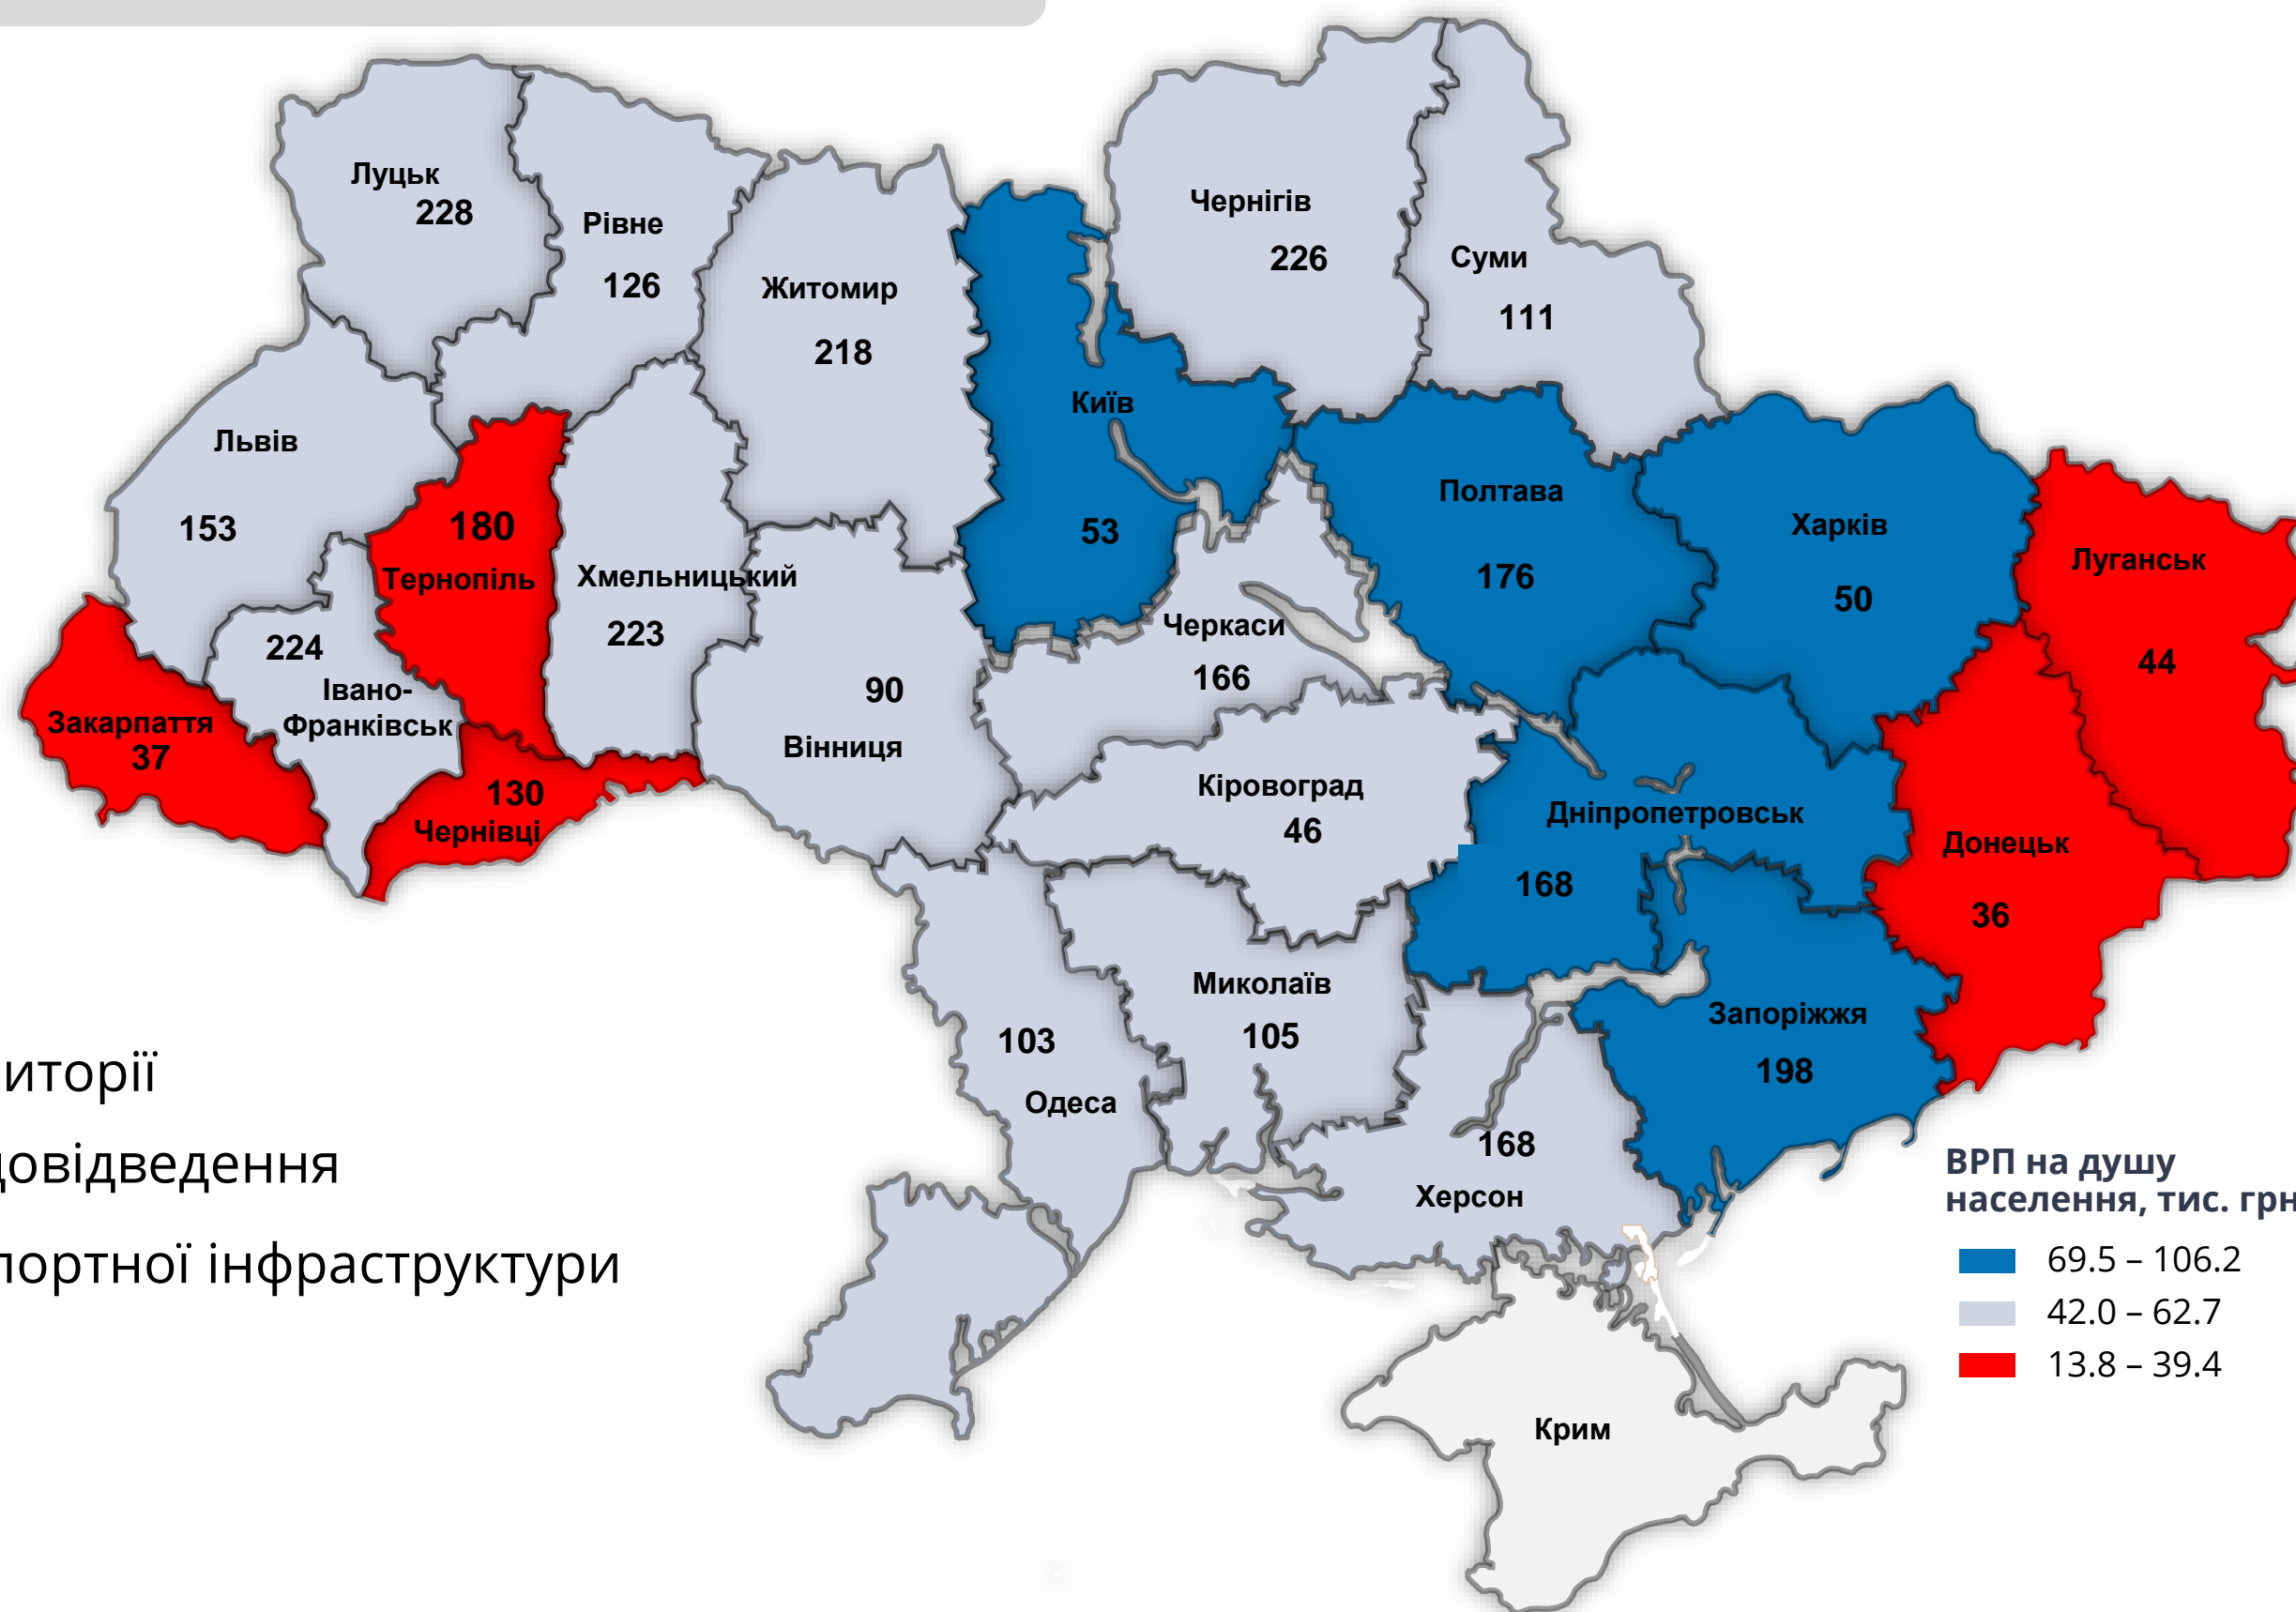 Луцьк
228
Рівне
126
Житомир
218
Чернігів
226
Суми
111
Київ
53
Львів
153
180
Тернопіль
Хмельницький
223
Полтава
176
Харків
50
Луганськ
44
224
Івано-
Франківськ
Закарпаття
37
130
Чернівці
90
Вінниця
Черкаси
166
Кіровоград
46
Дніпропетровськ
168
Донецьк
36
Миколаїв
105
103
Одеса
Запоріжжя
198
168
Херсон
Крим
иторії
довідведення
портної інфраструктури
ВРП на душу
населення, тис. грн
69.5 – 106.2
42.0 – 62.7
13.8 – 39.4